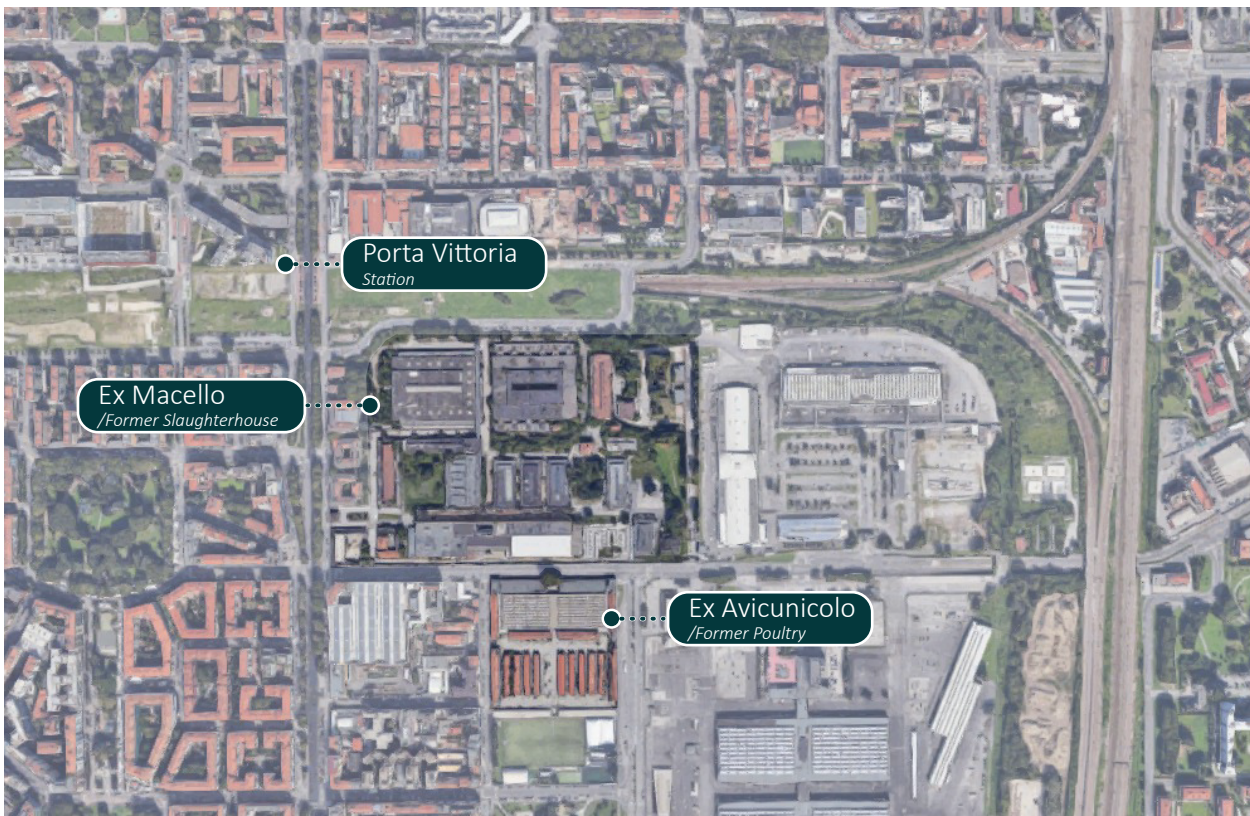 Porta Vittoria
Station
Ex Macello
/Former Slaughterhouse
Ex Avicunicolo
/Former Poultry